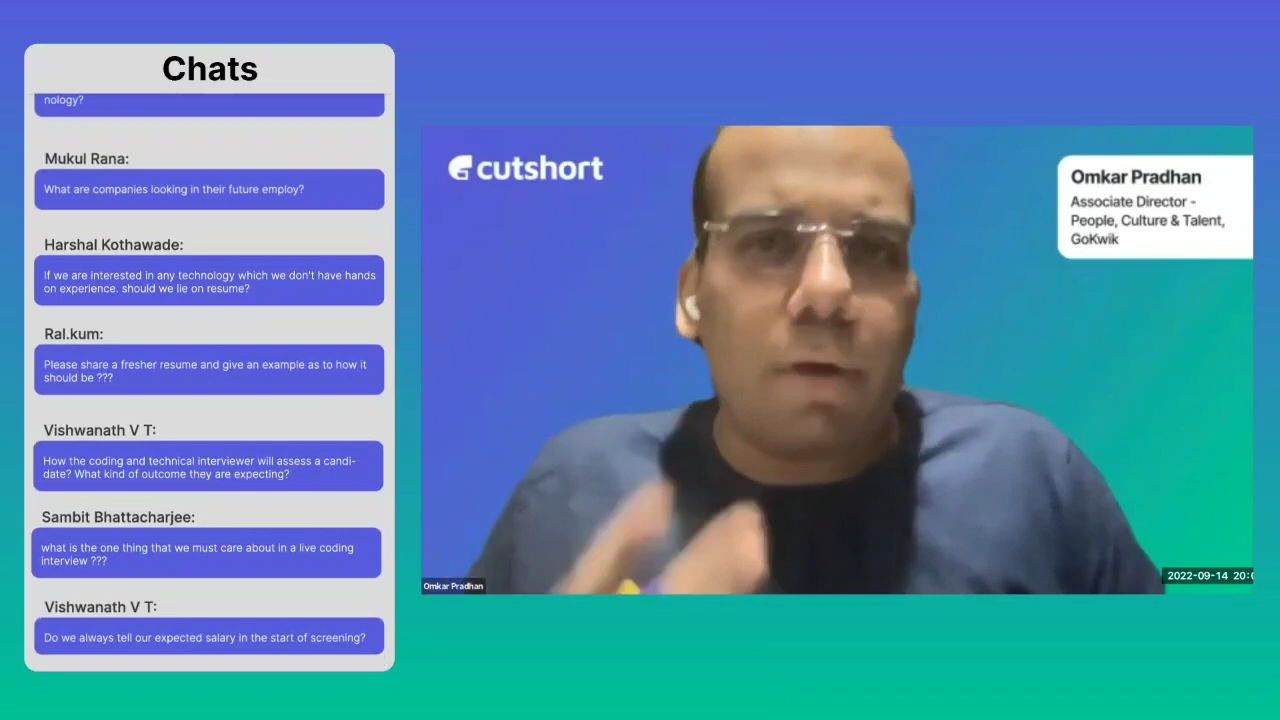 Chats
nology?
Mukul Rana:
What are companies looking in their future employ?
Harshal Kothawade:
If we are interested in any technology which we don't have hands
on experience. should we lie on resume?
Ral.kum:
Please share a fresher resume and give an example as to how it
should be ???
Vishwanath V T:
How the coding and technical interviewer will assess a candi-
date? What kind of outcome they are expecting?
Sambit Bhattacharjee:
what is the one thing that we must care about in a live coding
interview ???
Vishwanath V T:
Do we always tell our expected salary in the start of screening?
cutshort
Omkar Pradhan
Associate Director -
People, Culture & Talent,
GoKwik
Omkar Pradhan
2022-09-14 20: